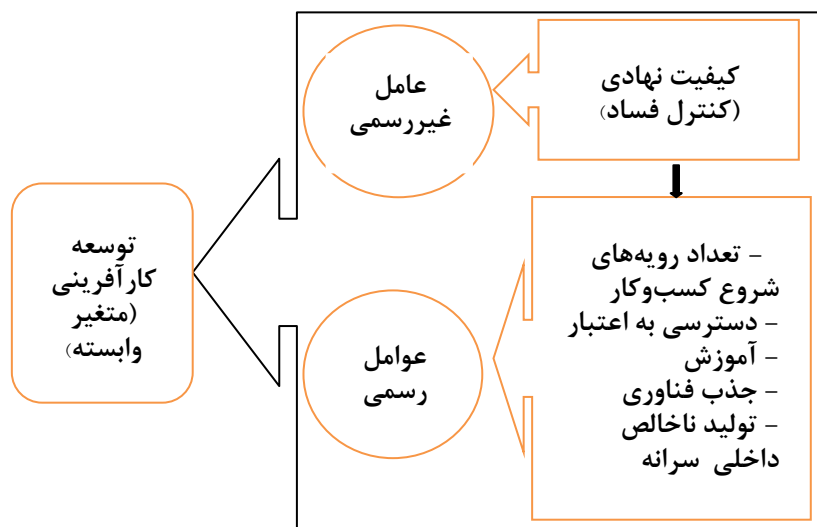 کیفیت نهادی
(کنترل فساد)
عامل
غیررسمی
- تعداد رویه‌های
شروع کسب‌وکار
- دسترسی به اعتبار
- آموزش
- جذب فناوری
- تولید ناخالص
داخلی سرانه
عوامل
رسمی
توسعه
کارآفرینی
(متغیر
وابسته)